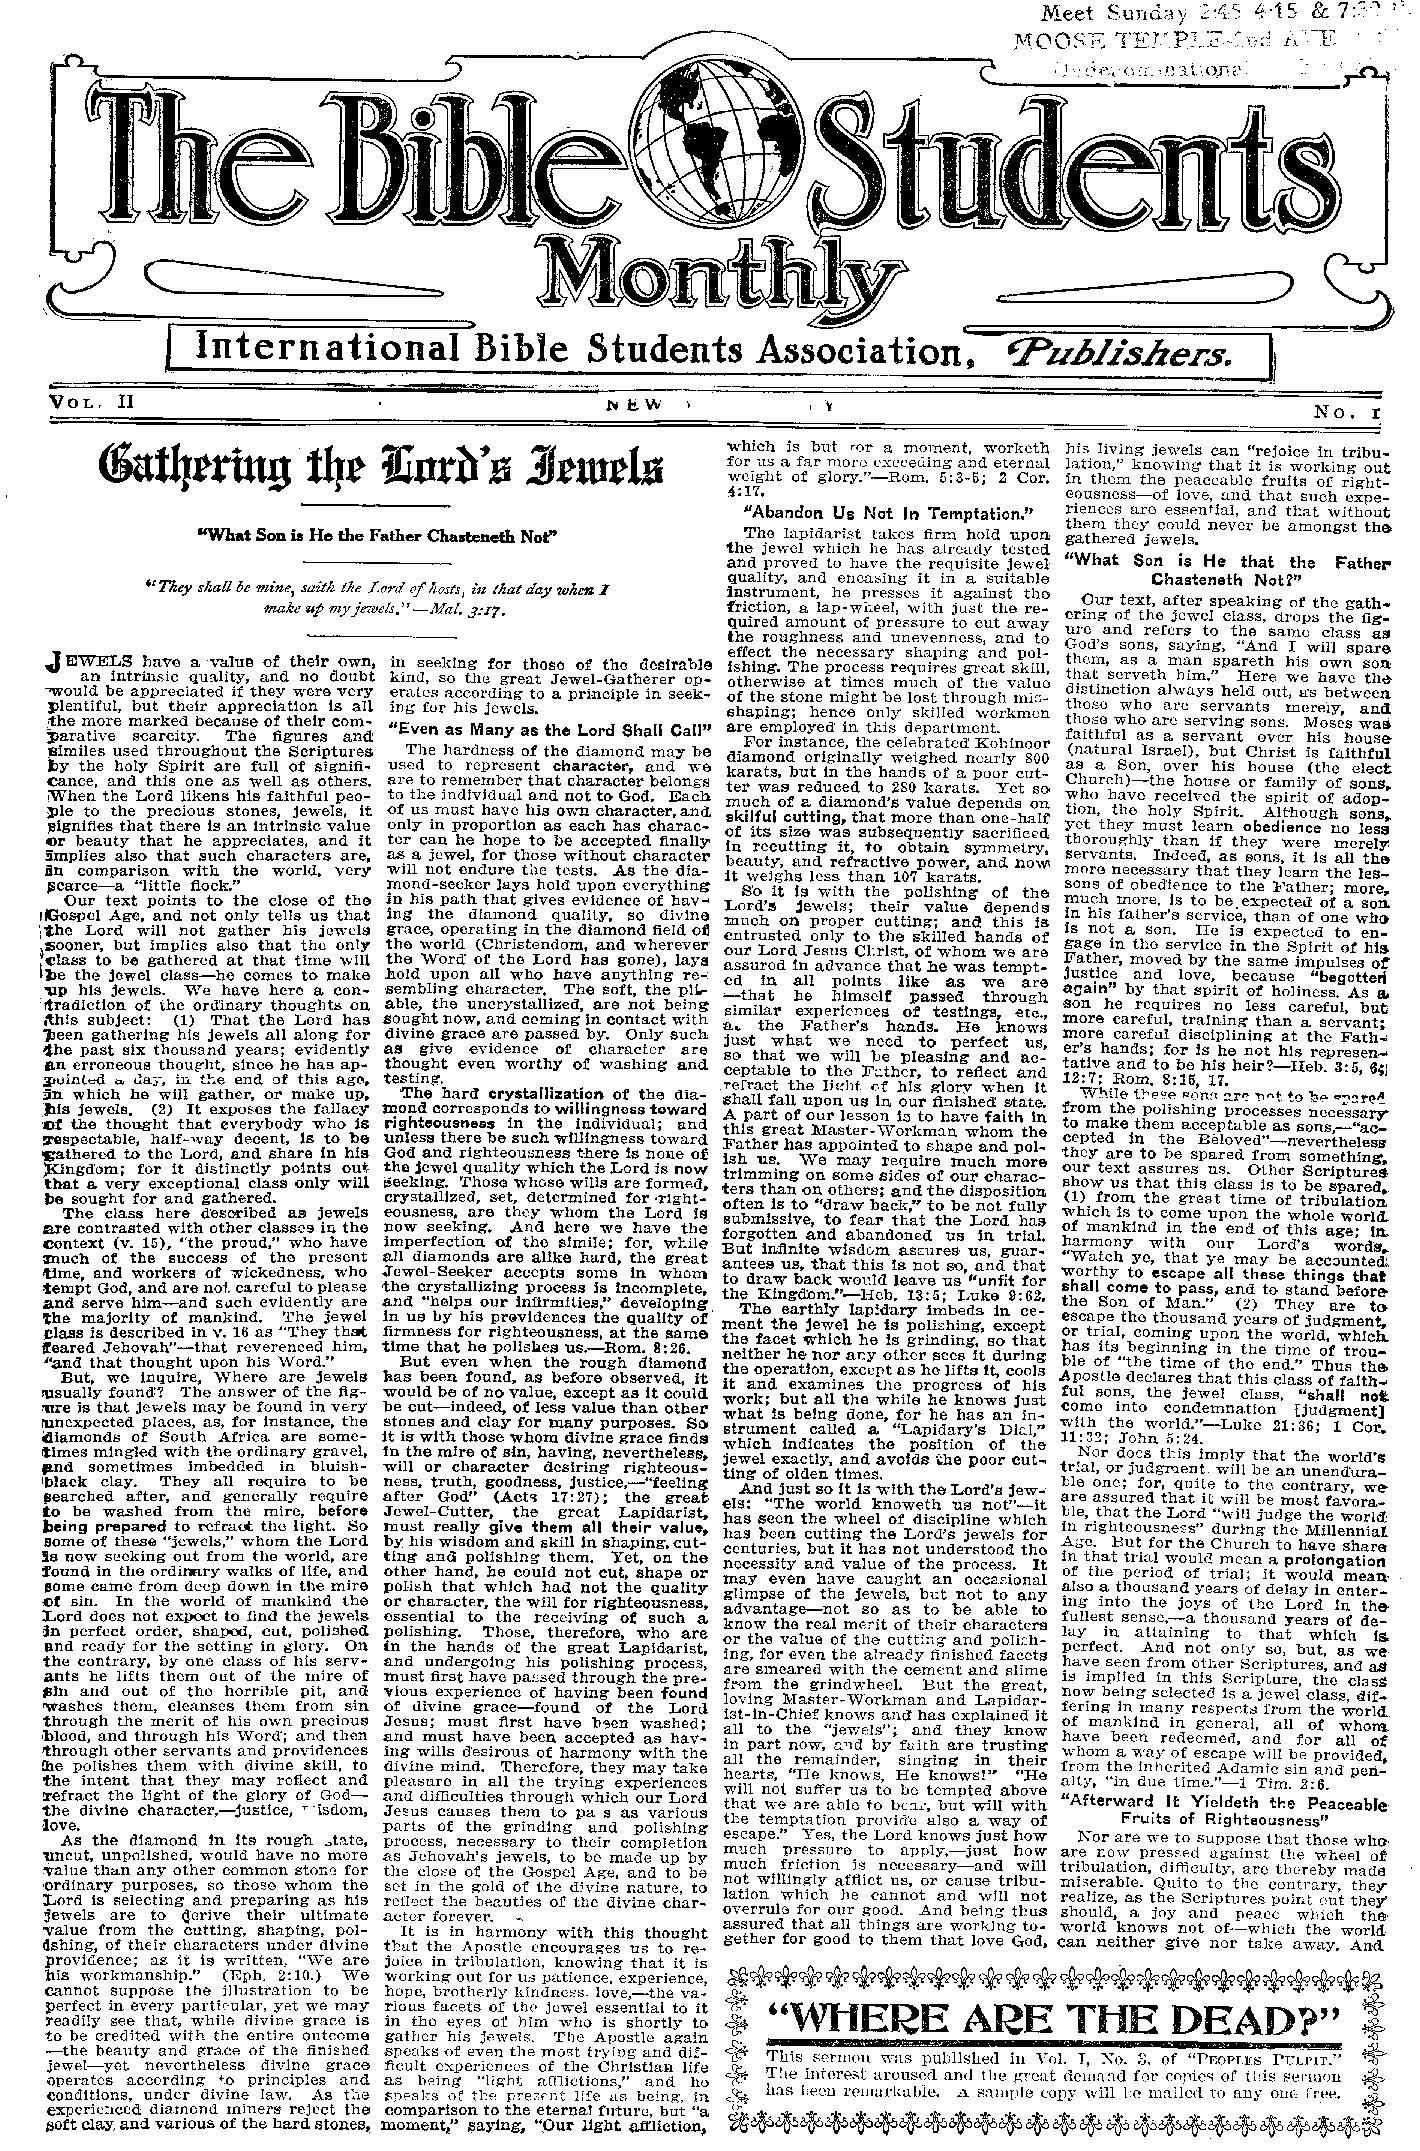 Meet Sunday 2:45 4:15 & 7:30
MOOSE TEMPLE 2nd AVE
The Bible Students
Monthly
International Bible Students Association, Publishers.
VOL. II
NEW Y
No. 1
Gathering the Lord's Jewels
"What Son is He the Father Chasteneth Not"
"They shall be mine, saith the Lord of hosts, in that day when I
make up my jewels."—Mal. 3:17.
JEWELS have a value of their own,
an intrinsic quality, and no doubt
would be appreciated if they were very
plentiful, but their appreciation is all
the more marked because of their com-
parative scarcity. The figures and
similes used throughout the Scriptures
by the holy Spirit are full of signifi-
cance, and this one as well as others.
When the Lord likens his faithful peo-
ple to the precious stones, jewels, it
signifies that there is an intrinsic value
or beauty that he appreciates, and it
implies also that such characters are,
in comparison with the world, very
scarce—a "little flock."
Our text points to the close of the
Gospel Age, and not only tells us that
the Lord will not gather his jewels
sooner, but implies also that the only
class to be gathered at that time will
be the jewel class—he comes to make
up his jewels. We have here a con-
tradiction of the ordinary thoughts on
this subject: (1) That the Lord has
been gathering his jewels all along for
the past six thousand years; evidently
an erroneous thought, since he has ap-
pointed a day, in the end of this age,
in which he will gather, or make up,
his jewels. (2) It exposes the fallacy
of the thought that everybody who is
respectable, half-way decent, is to be
gathered to the Lord, and share in his
Kingdom; for it distinctly points out
that a very exceptional class only will
be sought for and gathered.
The class here described as jewels
are contrasted with other classes in the
context (v. 15), "the proud," who have
much of the success of the present
time, and workers of wickedness, who
tempt God, and are not careful to please
and serve him—and such evidently are
the majority of mankind. The jewel
class is described in v. 16 as "They that
feared Jehovah"—that reverenced him,
"and that thought upon his Word."
But, we inquire, Where are jewels
usually found? The answer of the fig-
ure is that jewels may be found in very
unexpected places, as, for instance, the
diamonds of South Africa are some-
times mingled with the ordinary gravel,
and sometimes imbedded in bluish-
black clay. They all require to be
searched after, and generally require
to be washed from the mire, before
being prepared to refract the light. So
some of these "jewels," whom the Lord
is now seeking out from the world, are
found in the ordinary walks of life, and
some came from deep down in the mire
of sin. In the world of mankind the
Lord does not expect to find the jewels
in perfect order, shaped, cut, polished
and ready for the setting in glory. On
the contrary, by one class of his serv-
ants he lifts them out of the mire of
sin and out of the horrible pit, and
washes them, cleanses them from sin
through the merit of his own precious
blood, and through his Word; and then
through other servants and providences
he polishes them with divine skill, to
the intent that they may reflect and
refract the light of the glory of God—
the divine character,—justice, wisdom,
love.
As the diamond in its rough state,
uncut, unpolished, would have no more
value than any other common stone for
ordinary purposes, so those whom the
Lord is selecting and preparing as his
jewels are to derive their ultimate
value from the cutting, shaping, pol-
ishing, of their characters under divine
providence; as it is written, "We are
his workmanship." (Eph. 2:10.) We
cannot suppose the illustration to be
perfect in every particular, yet we may
readily see that, while divine grace is
to be credited with the entire outcome
—the beauty and grace of the finished
jewel—yet nevertheless divine grace
operates according to principles and
conditions, under divine law. As the
experienced diamond miners reject the
soft clay, and various of the hard stones,
in seeking for those of the desirable
kind, so the great Jewel-Gatherer op-
erates according to a principle in seek-
ing for his jewels.
"Even as Many as the Lord Shall Call"
The hardness of the diamond may be
used to represent character, and we
are to remember that character belongs
to the individual and not to God. Each
of us must have his own character, and
only in proportion as each has charac-
ter can he hope to be accepted finally
as a jewel, for those without character
will not endure the tests. As the dia-
mond-seeker lays hold upon everything
in his path that gives evidence of hav-
ing the diamond quality, so divine
grace, operating in the diamond field of
the world (Christendom, and wherever
the Word of the Lord has gone), lays
hold upon all who have anything re-
sembling character. The soft, the pli-
able, the uncrystallized, are not being
sought now, and coming in contact with
divine grace are passed by. Only such
as give evidence of character are
thought even worthy of washing and
testing.
The hard crystallization of the dia-
mond corresponds to willingness toward
righteousness in the individual; and
unless there be such willingness toward
God and righteousness there is none of
the jewel quality which the Lord is now
seeking. Those whose wills are formed,
crystallized, set, determined for right-
eousness, are they whom the Lord is
now seeking. And here we have the
imperfection of the simile; for, while
all diamonds are alike hard, the great
Jewel-Seeker accepts some in whom
the crystallizing process is incomplete,
and "helps our infirmities," developing
in us by his providences the quality of
firmness for righteousness, at the same
time that he polishes us.—Rom. 8:26.
But even when the rough diamond
has been found, as before observed, it
would be of no value, except as it could
be cut—indeed, of less value than other
stones and clay for many purposes. So
it is with those whom divine grace finds
in the mire of sin, having, nevertheless,
will or character desiring righteous-
ness, truth, goodness, justice,—"feeling
after God" (Acts 17:27); the great
Jewel-Cutter, the great Lapidarist,
must really give them all their value,
by his wisdom and skill in shaping, cut-
ting and polishing them. Yet, on the
other hand, he could not cut, shape or
polish that which had not the quality
or character, the will for righteousness,
essential to the receiving of such a
polishing. Those, therefore, who are
in the hands of the great Lapidarist,
and undergoing his polishing process,
must first have passed through the pre-
vious experience of having been found
of divine grace—found of the Lord
Jesus; must first have been washed;
and must have been accepted as hav-
ing wills desirous of harmony with the
divine mind. Therefore, they may take
pleasure in all the trying experiences
and difficulties through which our Lord
Jesus causes them to pa s as various
parts of the grinding and polishing
process, necessary to their completion
as Jehovah's jewels, to be made up by
the close of the Gospel Age, and to be
set in the gold of the divine nature, to
reflect the beauties of the divine char-
acter forever.
It is in harmony with this thought
that the Apostle encourages us to re-
joice in tribulation, knowing that it is
working out for us patience, experience,
hope, brotherly kindness, love,—the va-
rious facets of the jewel essential to it
in the eyes of him who is shortly to
gather his jewels. The Apostle again
speaks of even the most trying and dif-
ficult experiences of the Christian life
as being "light afflictions," and he
speaks of the present life as being, in
comparison to the eternal future, but "a
moment," saying, "Our light affliction,
which is but for a moment, worketh
for us a far more exceeding and eternal
weight of glory."—Rom. 5:3-5; 2 Cor.
4:17.
"Abandon Us Not In Temptation."
The lapidarist takes firm hold upon
the jewel which he has already tested
and proved to have the requisite jewel
quality, and encasing it in a suitable
instrument, he presses it against the
friction, a lap-wheel, with just the re-
quired amount of pressure to cut away
the roughness and unevenness, and to
effect the necessary shaping and pol-
ishing. The process requires great skill,
otherwise at times much of the value
of the stone might be lost through mis-
shaping; hence only skilled workmen
are employed in this department.
For instance, the celebrated Kohinoor
diamond originally weighed nearly 800
karats, but in the hands of a poor cut-
ter was reduced to 280 karats. Yet so
much of a diamond's value depends on
skilful cutting, that more than one-half
of its size was subsequently sacrificed
in recutting it, to obtain symmetry,
beauty, and refractive power, and now
it weighs less than 107 karats.
So it is with the polishing of the
Lord's jewels; their value depends
much on proper cutting; and this is
entrusted only to the skilled hands of
our Lord Jesus Christ, of whom we are
assured in advance that he was tempt-
ed in all points like as we are
—that he himself passed through
similar experiences of testings, etc.,
at the Father's hands. He knows
just what we need to perfect us,
so that we will be pleasing and ac-
ceptable to the Father, to reflect and
refract the light of his glory when it
shall fall upon us in our finished state.
A part of our lesson is to have faith in
this great Master-Workman whom the
Father has appointed to shape and pol-
ish us. We may require much more
trimming on some sides of our charac-
ters than on others; and the disposition
often is to "draw back," to be not fully
submissive, to fear that the Lord has
forgotten and abandoned us in trial.
But infinite wisdom assures us, guar-
antees us, that this is not so, and that
to draw back would leave us "unfit for
the Kingdom."—Heb. 13:5; Luke 9:62.
The earthly lapidary imbeds in ce-
ment the jewel he is polishing, except
the facet which he is grinding, so that
neither he nor any other sees it during
the operation, except as he lifts it, cools
it and examines the progress of his
work; but all the while he knows just
what is being done, for he has an in-
strument called a "Lapidary's Dial,"
which indicates the position of the
jewel exactly, and avoids the poor cut-
ting of olden times.
And just so it is with the Lord's jew-
els: "The world knoweth us not"—it
has seen the wheel of discipline which
has been cutting the Lord's jewels for
centuries, but it has not understood the
necessity and value of the process. It
may even have caught an occasional
glimpse of the jewels, but not to any
advantage—not so as to be able to
know the real merit of their characters
or the value of the cutting and polish-
ing, for even the already finished facets
are smeared with the cement and slime
from the grindwheel. But the great,
loving Master-Workman and Lapidar-
ist-in-Chief knows and has explained it
all to the "jewels"; and they know
in part now, and by faith are trusting
all the remainder, singing in their
hearts, "He knows, He knows!" "He
will not suffer us to be tempted above
that we are able to bear, but will with
the temptation provide also a way of
escape." Yes, the Lord knows just how
much pressure to apply,—just how
much friction is necessary—and will
not willingly afflict us, or cause tribu-
lation which he cannot and will not
overrule for our good. And being thus
assured that all things are working to-
gether for good to them that love God,
his living jewels can "rejoice in tribu-
lation," knowing that it is working out
in them the peaceable fruits of right-
eousness—of love, and that such expe-
riences are essential, and that without
them they could never be amongst the
gathered jewels.
"What Son is He that the Father
Chasteneth Not?"
Our text, after speaking of the gath-
ering of the jewel class, drops the fig-
ure and refers to the same class as
God's sons, saying, "And I will spare
them, as a man spareth his own son
that serveth him." Here we have the
distinction always held out, as between
those who are servants merely, and
those who are serving sons. Moses was
faithful as a servant over his house
(natural Israel), but Christ is faithful
as a Son, over his house (the elect
Church)—the house or family of sons,
who have received the spirit of adop-
tion, the holy Spirit. Although sons,
yet they must learn obedience no less
thoroughly than if they were merely
servants. Indeed, as sons, it is all the
more necessary that they learn the les-
sons of obedience to the Father; more,
much more, is to be expected of a son
in his father's service, than of one who
is not a son. He is expected to en-
gage in the service in the Spirit of his
Father, moved by the same impulses of
justice and love, because "begotten
again" by that spirit of holiness. As a
son he requires no less careful, but
more careful, training than a servant;
more careful disciplining at the Fath-
er's hands; for is he not his represen-
tative and to be his heir?—Heb. 3:5, 6;
12:7; Rom. 8:15, 17.
While these sons are not to be spared
from the polishing processes necessary
to make them acceptable as sons,—"ac-
cepted in the Beloved"—nevertheless
they are to be spared from something,
our text assures us. Other Scriptures
show us that this class is to be spared,
(1) from the great time of tribulation
which is to come upon the whole world
of mankind in the end of this age; in
harmony with our Lord's words,
"Watch ye, that ye may be accounted
worthy to escape all these things that
shall come to pass, and to stand before
the Son of Man." (2) They are to
escape the thousand years of judgment,
or trial, coming upon the world, which
has its beginning in the time of trou-
ble of "the time of the end." Thus the
Apostle declares that this class of faith-
ful sons, the jewel class, "shall not
come into condemnation [judgment]
with the world."—Luke 21:36; 1 Cor.
11:32; John 5:24.
Nor does this imply that the world's
trial, or judgment, will be an unendura-
ble one; for, quite to the contrary, we
are assured that it will be most favora-
ble, that the Lord "will judge the world
in righteousness" during the Millennial
Age. But for the Church to have share
in that trial would mean a prolongation
of the period of trial; it would mean
also a thousand years of delay in enter-
ing into the joys of the Lord in the
fullest sense,—a thousand years of de-
lay in attaining to that which is
perfect. And not only so, but, as we
have seen from other Scriptures, and as
is implied in this Scripture, the class
now being selected is a jewel class, dif-
fering in many respects from the world
of mankind in general, all of whom
have been redeemed, and for all of
whom a way of escape will be provided,
from the inherited Adamic sin and pen-
alty, "in due time."—1 Tim. 2:6.
"Afterward It Yieldeth the Peaceable
Fruits of Righteousness"
Nor are we to suppose that those who
are now pressed against the wheel of
tribulation, difficulty, are thereby made
miserable. Quite to the contrary, they
realize, as the Scriptures point out they
should, a joy and peace which the
world knows not of—which the world
can neither give nor take away. And
"WHERE ARE THE DEAD?"
This sermon was published in Vol. I, No. 3, of "PEOPLES PULPIT."
The interest aroused and the great demand for copies of this sermon
has been remarkable. A sample copy will be mailed to any one free.